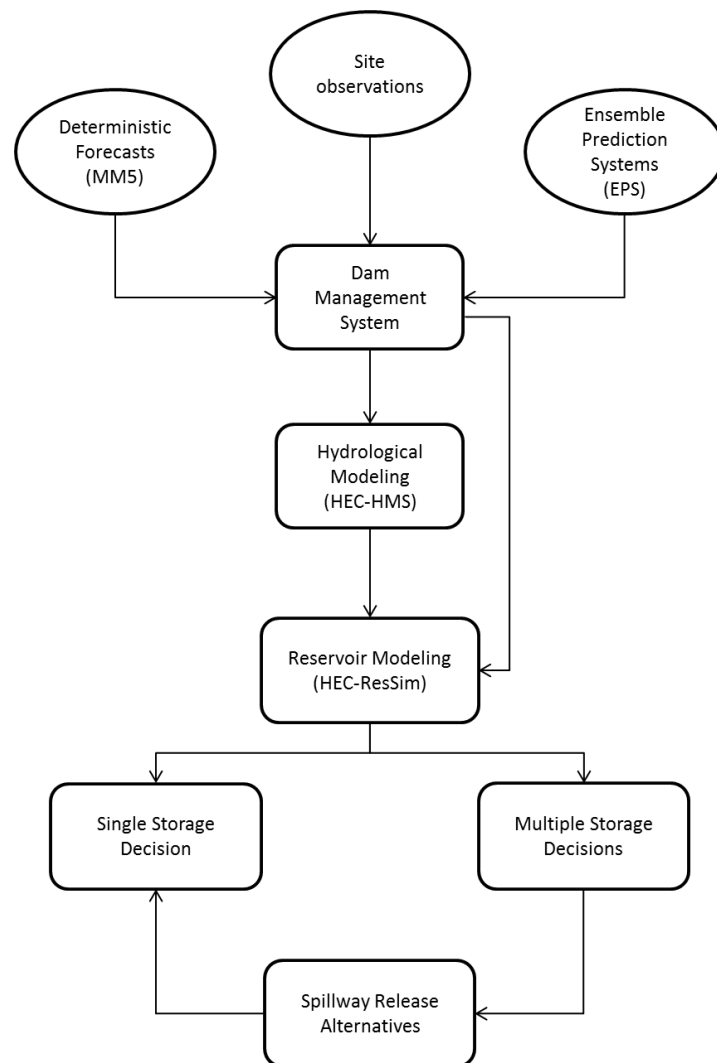 Site
observations
Deterministic
Forecasts
(MM5)
Ensemble
Prediction
Systems
(EPS)
Dam
Management
System
Hydrological
Modeling
(HEC-HMS)
Reservoir Modeling
(HEC-ResSim)
Single Storage
Decision
Multiple Storage
Decisions
Spillway Release
Alternatives